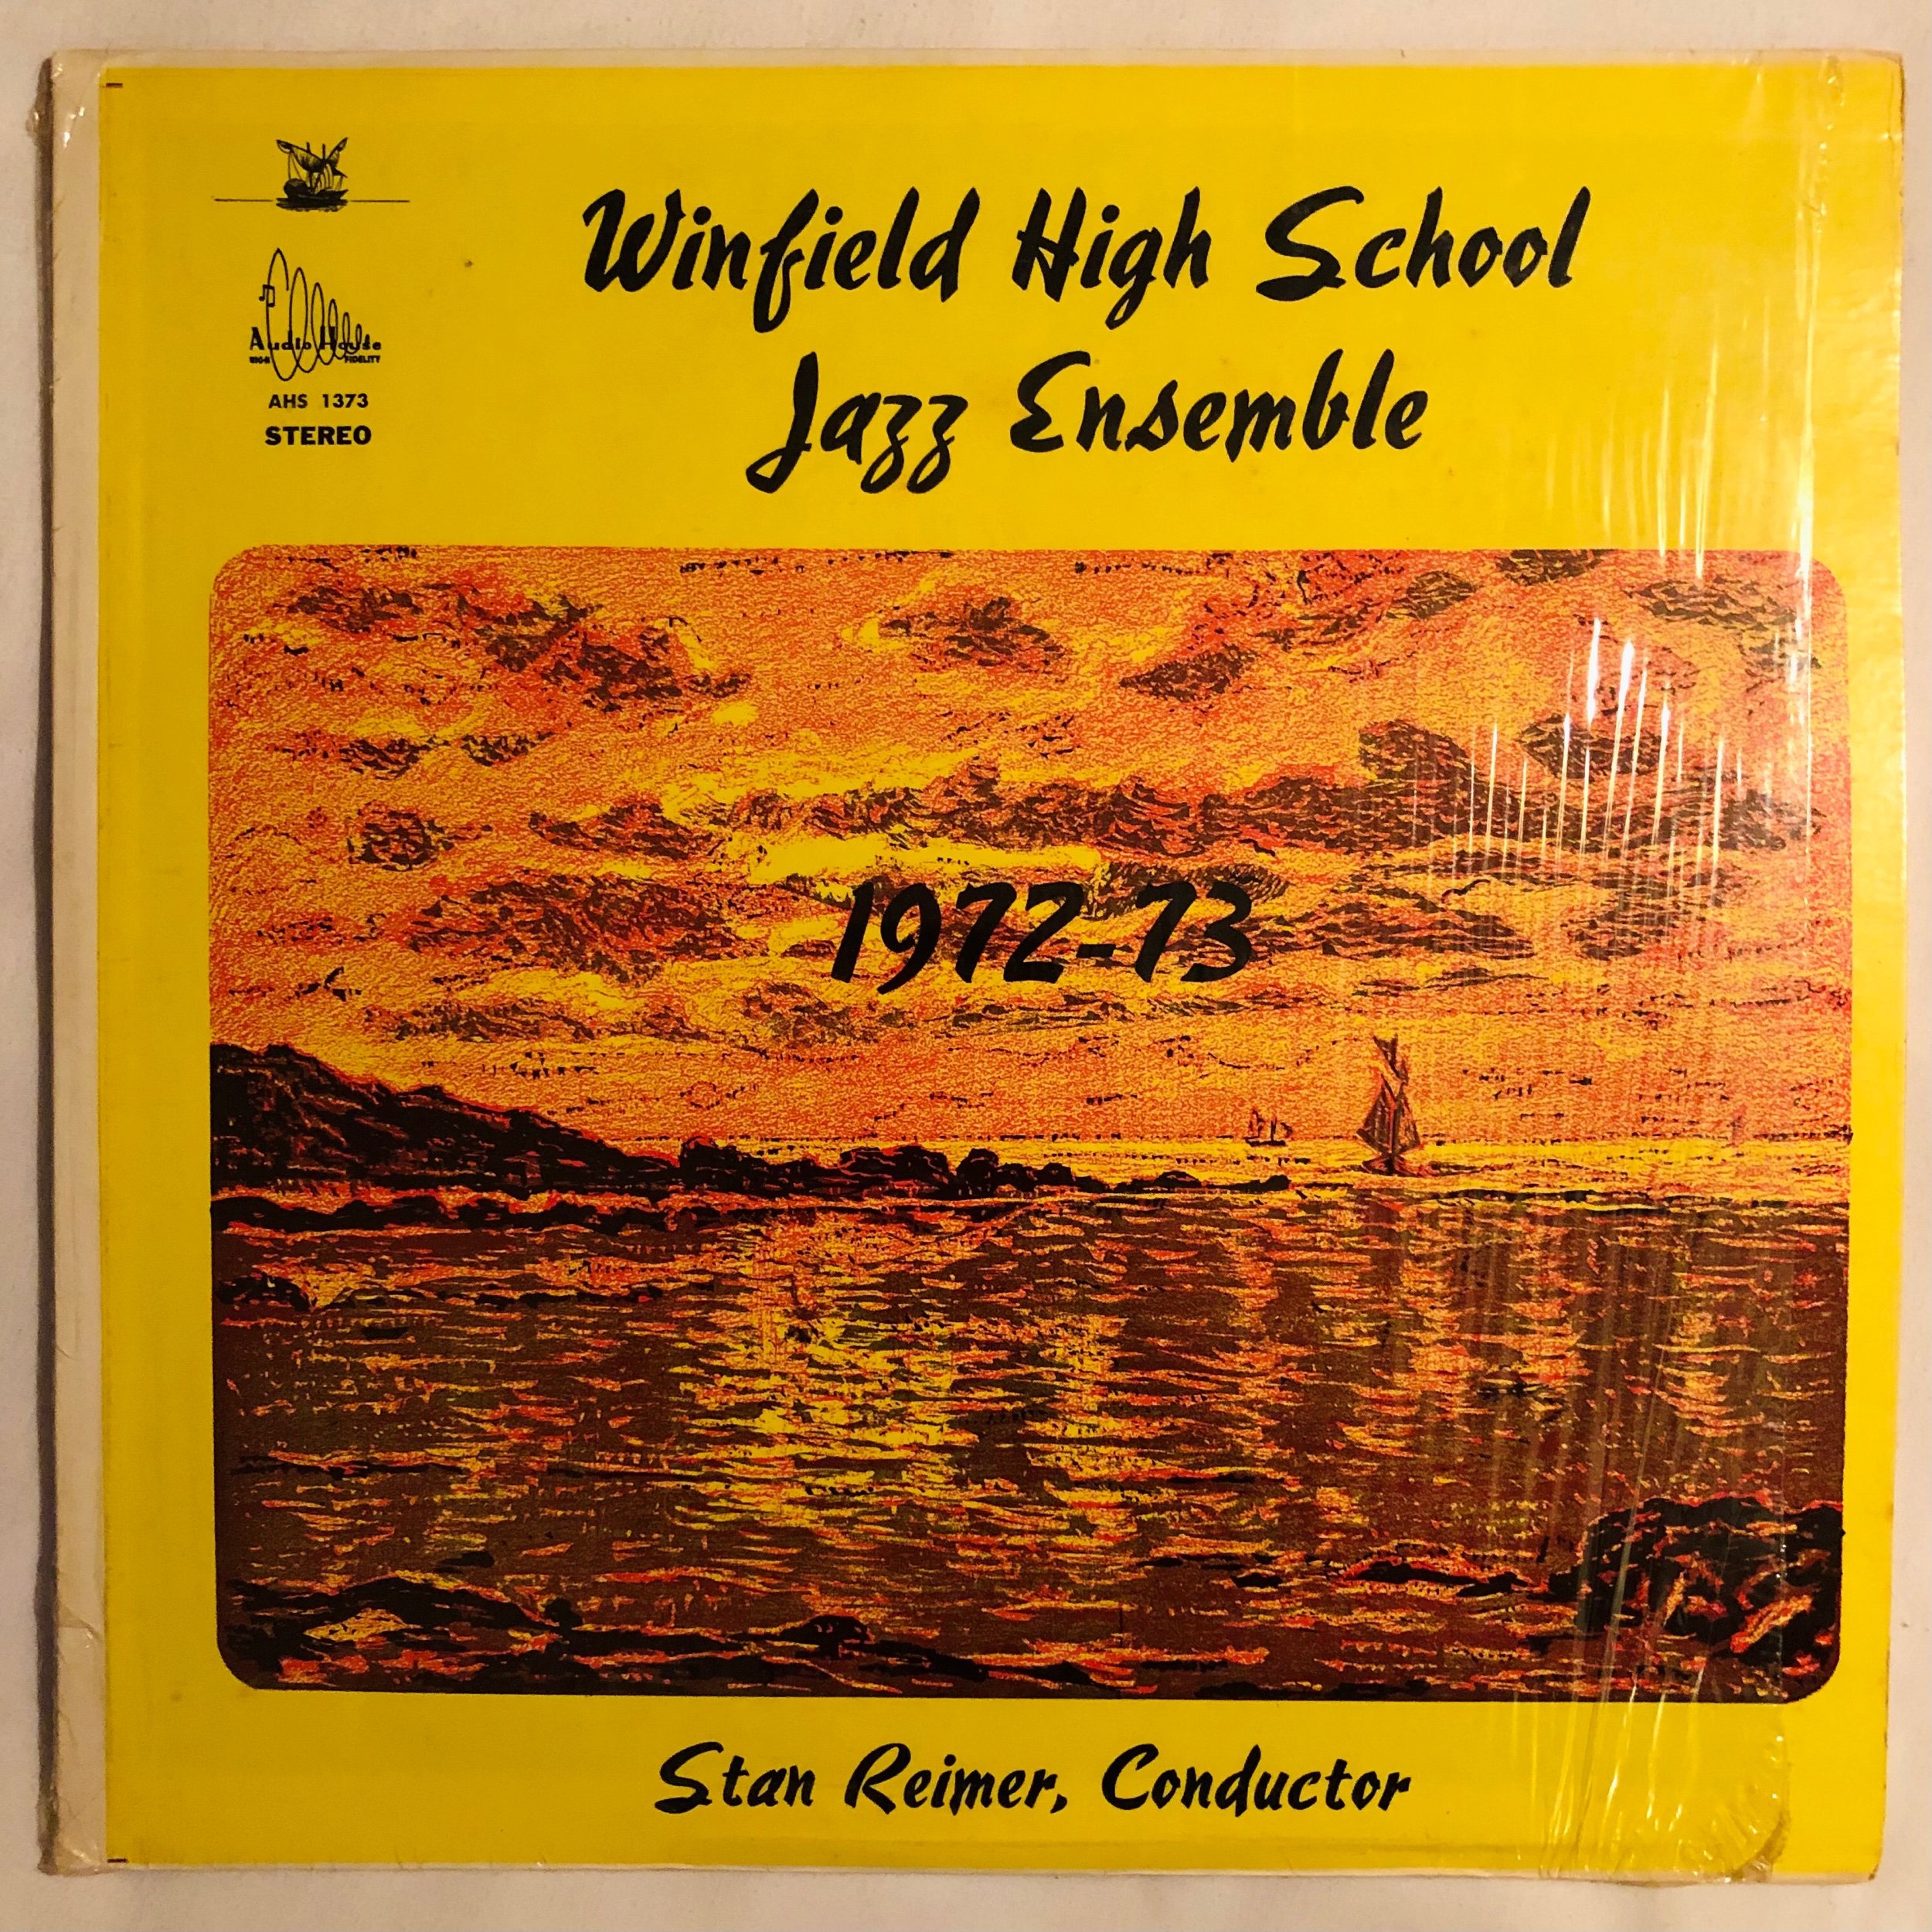 Winfield High School
Jazz Ensemble
Audio House
HIGH FIDELITY
AHS 1373
STEREO
1972-73
Stan Reimer, Conductor